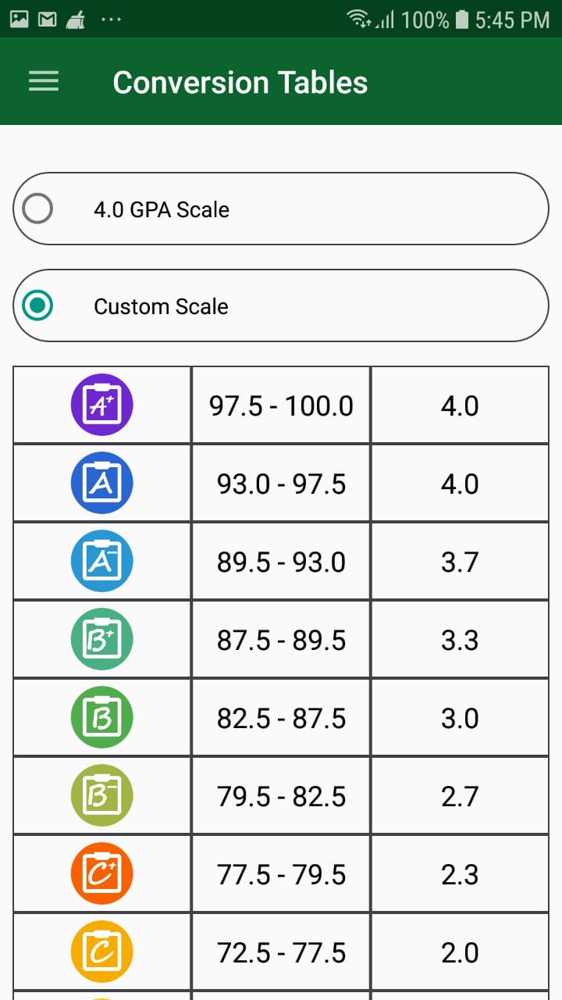 100% 5:45 PM
Conversion Tables
4.0 GPA Scale
Custom Scale
A+ 97.5 - 100.0 4.0
A 93.0 - 97.5 4.0
A- 89.5 - 93.0 3.7
B+ 87.5 - 89.5 3.3
B 82.5 - 87.5 3.0
B- 79.5 - 82.5 2.7
C+ 77.5 - 79.5 2.3
C 72.5 - 77.5 2.0